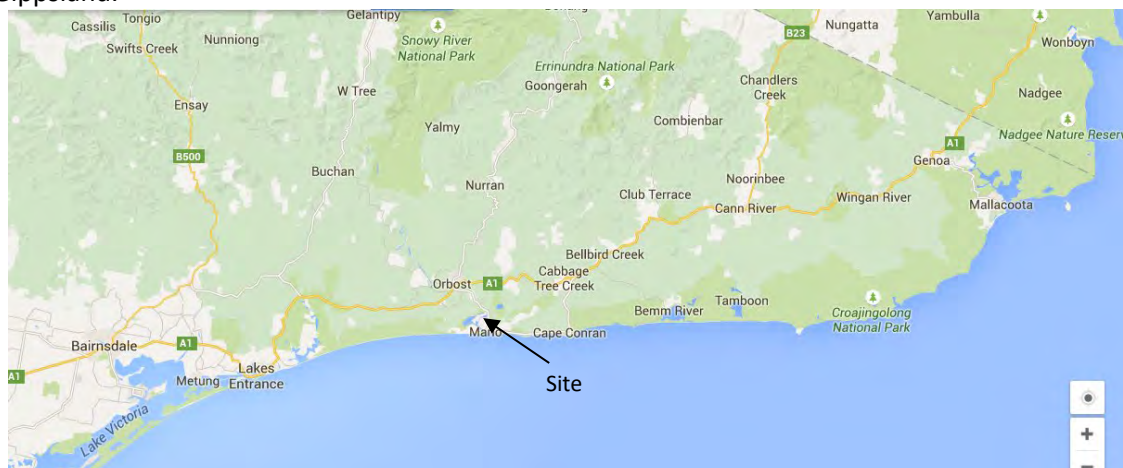 Tongio
Cassilis
Gelantipy
Nunniong
Swifts Creek
Snowy River
National Park
B23
Nungatta
Yambulla
Wonboyn
Errinundra National Park
Goongerah
W Tree
Chandlers
Creek
Nadgee
Ensay
Combienbar
Yalmy
Nadgee Nature Reserv
A1
B500
Genoa
Buchan
Nurran
Noorinbee
Club Terrace
Wingan River
Cann River
Mallacoota
Bellbird Creek
Orbost
A1
Cabbage
Tree Creek
Bemm River
Tamboon
Croajingolong
National Park
Marlo
Cape Conran
Bairnsdale
A1
A1
Metung
Lakes
Entrance
Site
Lake Victoria
+
−